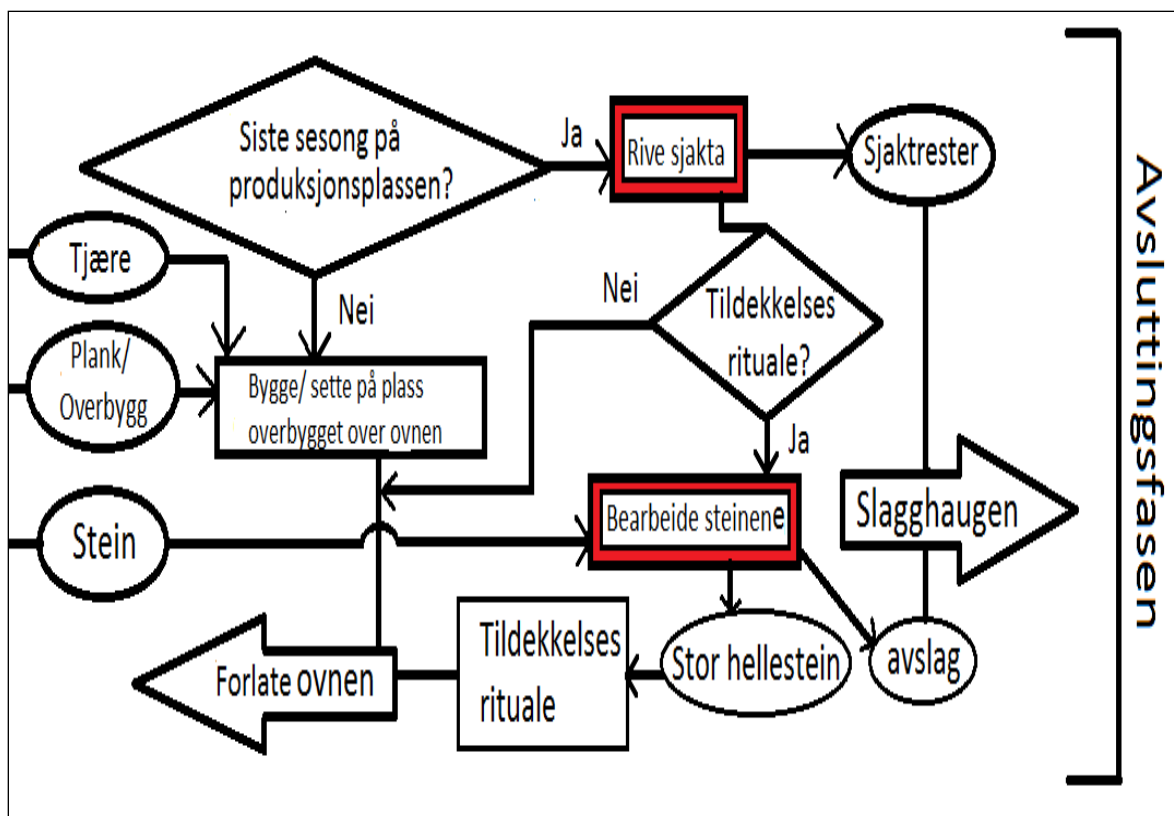 Siste sesong på
produksjonsplassen?
Ja
Rive sjakta
Sjaktrester
Tjære
Nei
Nei
Tildekkelses
rituale?
Plank/
Overbygg
Bygge/ sette på plass
overbygget over ovnen
Ja
Stein
Bearbeide steinene
Slagghaugen
Forlate ovnen
Tildekkelses
rituale
Stor hellestein
avslag
Avsluttingsfasen